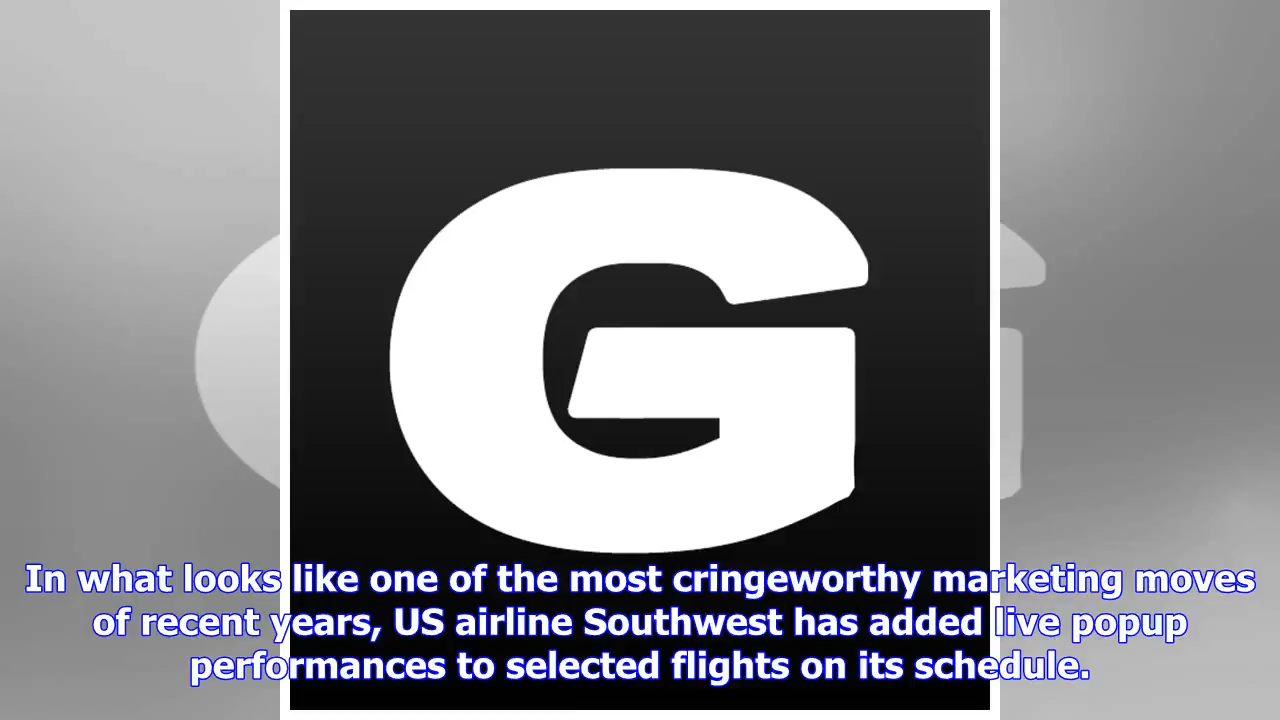 G
In what looks like one of the most cringeworthy marketing moves
of recent years, US airline Southwest has added live popup
performances to selected flights on its schedule.